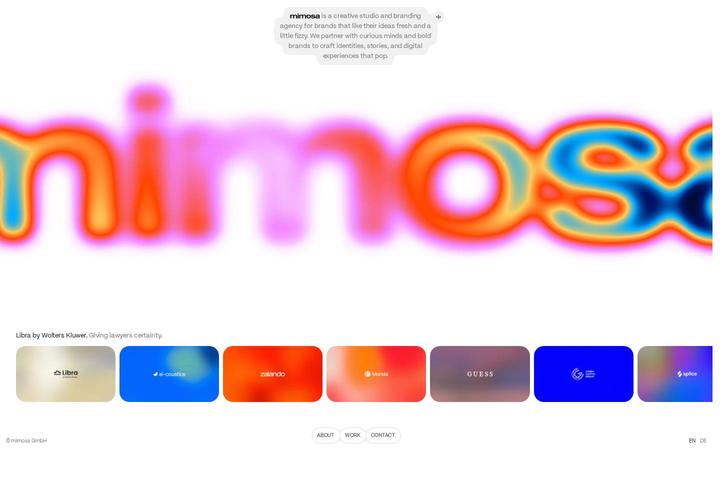 mimosa is a creative studio and branding
agency for brands that like their ideas fresh and a
little fizzy. We partner with curious minds and bold
brands to craft identities, stories, and digital
experiences that pop.
mimosa
Libra by Wolters Kluwer. Giving lawyers certainty.
Libra
ai-coustics
zalando
GUESS
splice
ABOUT WORK CONTACT
© mimosa GmbH
EN DE